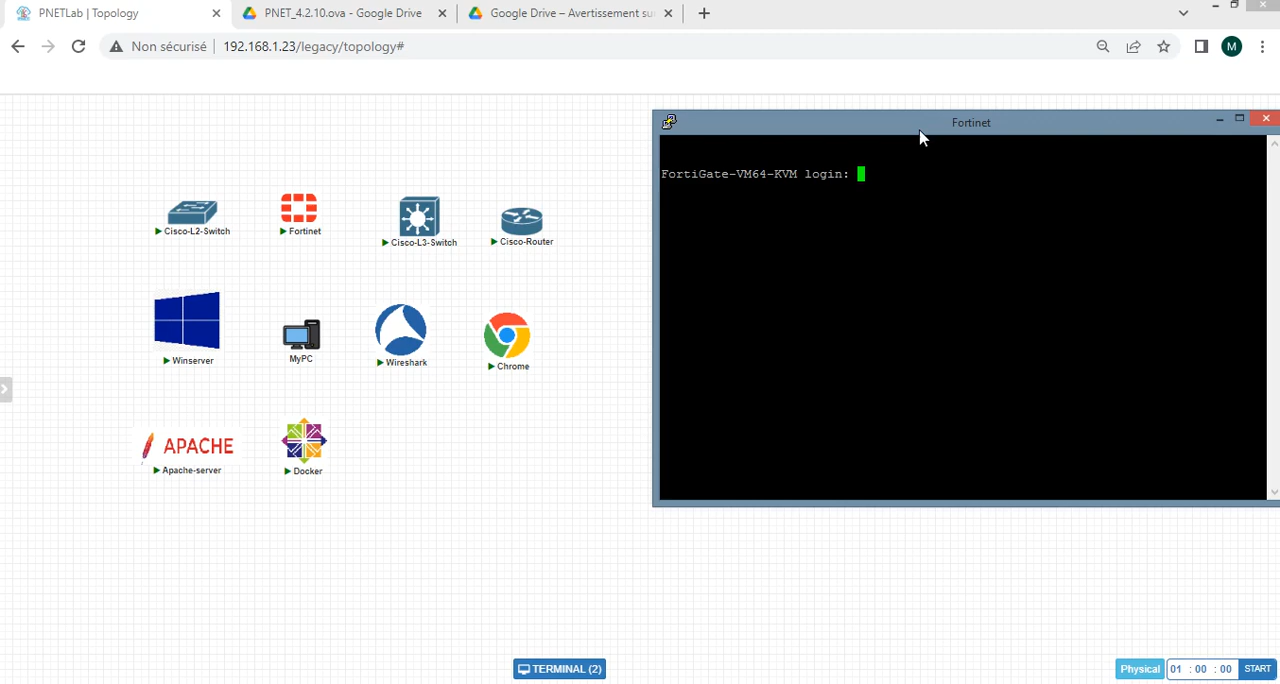 PNETLab | Topology
PNET_4.2.10.ova - Google Drive
Google Drive – Avertissement su
Non sécurisé
192.168.1.23/legacy/topology#
M
Fortinet
FortiGate-VM64-KVM login:
Cisco-L2-Switch
Fortinet
Cisco-L3-Switch
Cisco-Router
Winserver
MyPC
Wireshark
Chrome
APACHE
Apache-server
Docker
TERMINAL (2)
Physical
01 : 00 : 00
START